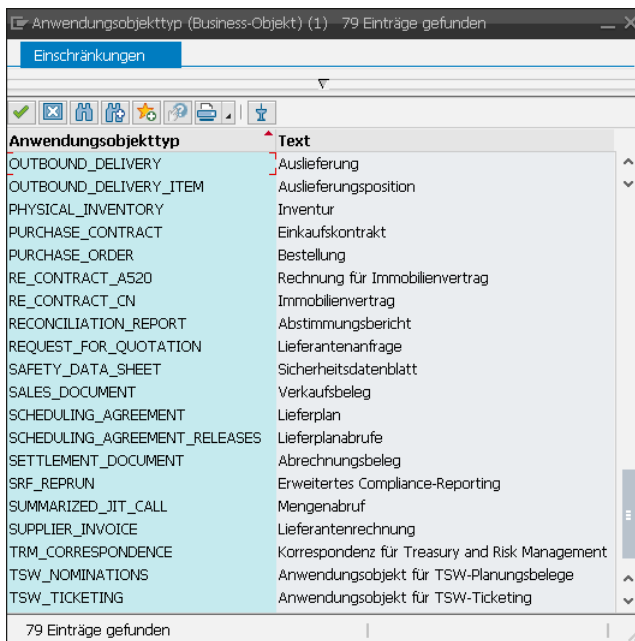 Anwendungsobjekttyp (Business-Objekt) (1) 79 Einträge gefunden
Einschränkungen
Anwendungsobjekttyp Text
OUTBOUND_DELIVERY Auslieferung
OUTBOUND_DELIVERY_ITEM Auslieferungsposition
PHYSICAL_INVENTORY Inventur
PURCHASE_CONTRACT Einkaufskontrakt
PURCHASE_ORDER Bestellung
RE_CONTRACT_A520 Rechnung für Immobilienvertrag
RE_CONTRACT_CN Immobilienvertrag
RECONCILIATION_REPORT Abstimmungsbericht
REQUEST_FOR_QUOTATION Lieferantenanfrage
SAFETY_DATA_SHEET Sicherheitsdatenblatt
SALES_DOCUMENT Verkaufsbeleg
SCHEDULING_AGREEMENT Lieferplan
SCHEDULING_AGREEMENT_RELEASES Lieferplanabrufe
SETTLEMENT_DOCUMENT Abrechnungsbeleg
SRF_REPRUN Erweitertes Compliance-Reporting
SUMMARIZED_JIT_CALL Mengenabruf
SUPPLIER_INVOICE Lieferantenrechnung
TRM_CORRESPONDENCE Korrespondenz für Treasury and Risk Management
TSW_NOMINATIONS Anwendungsobjekt für TSW-Planungsbelege
TSW_TICKETING Anwendungsobjekt für TSW-Ticketing
79 Einträge gefunden